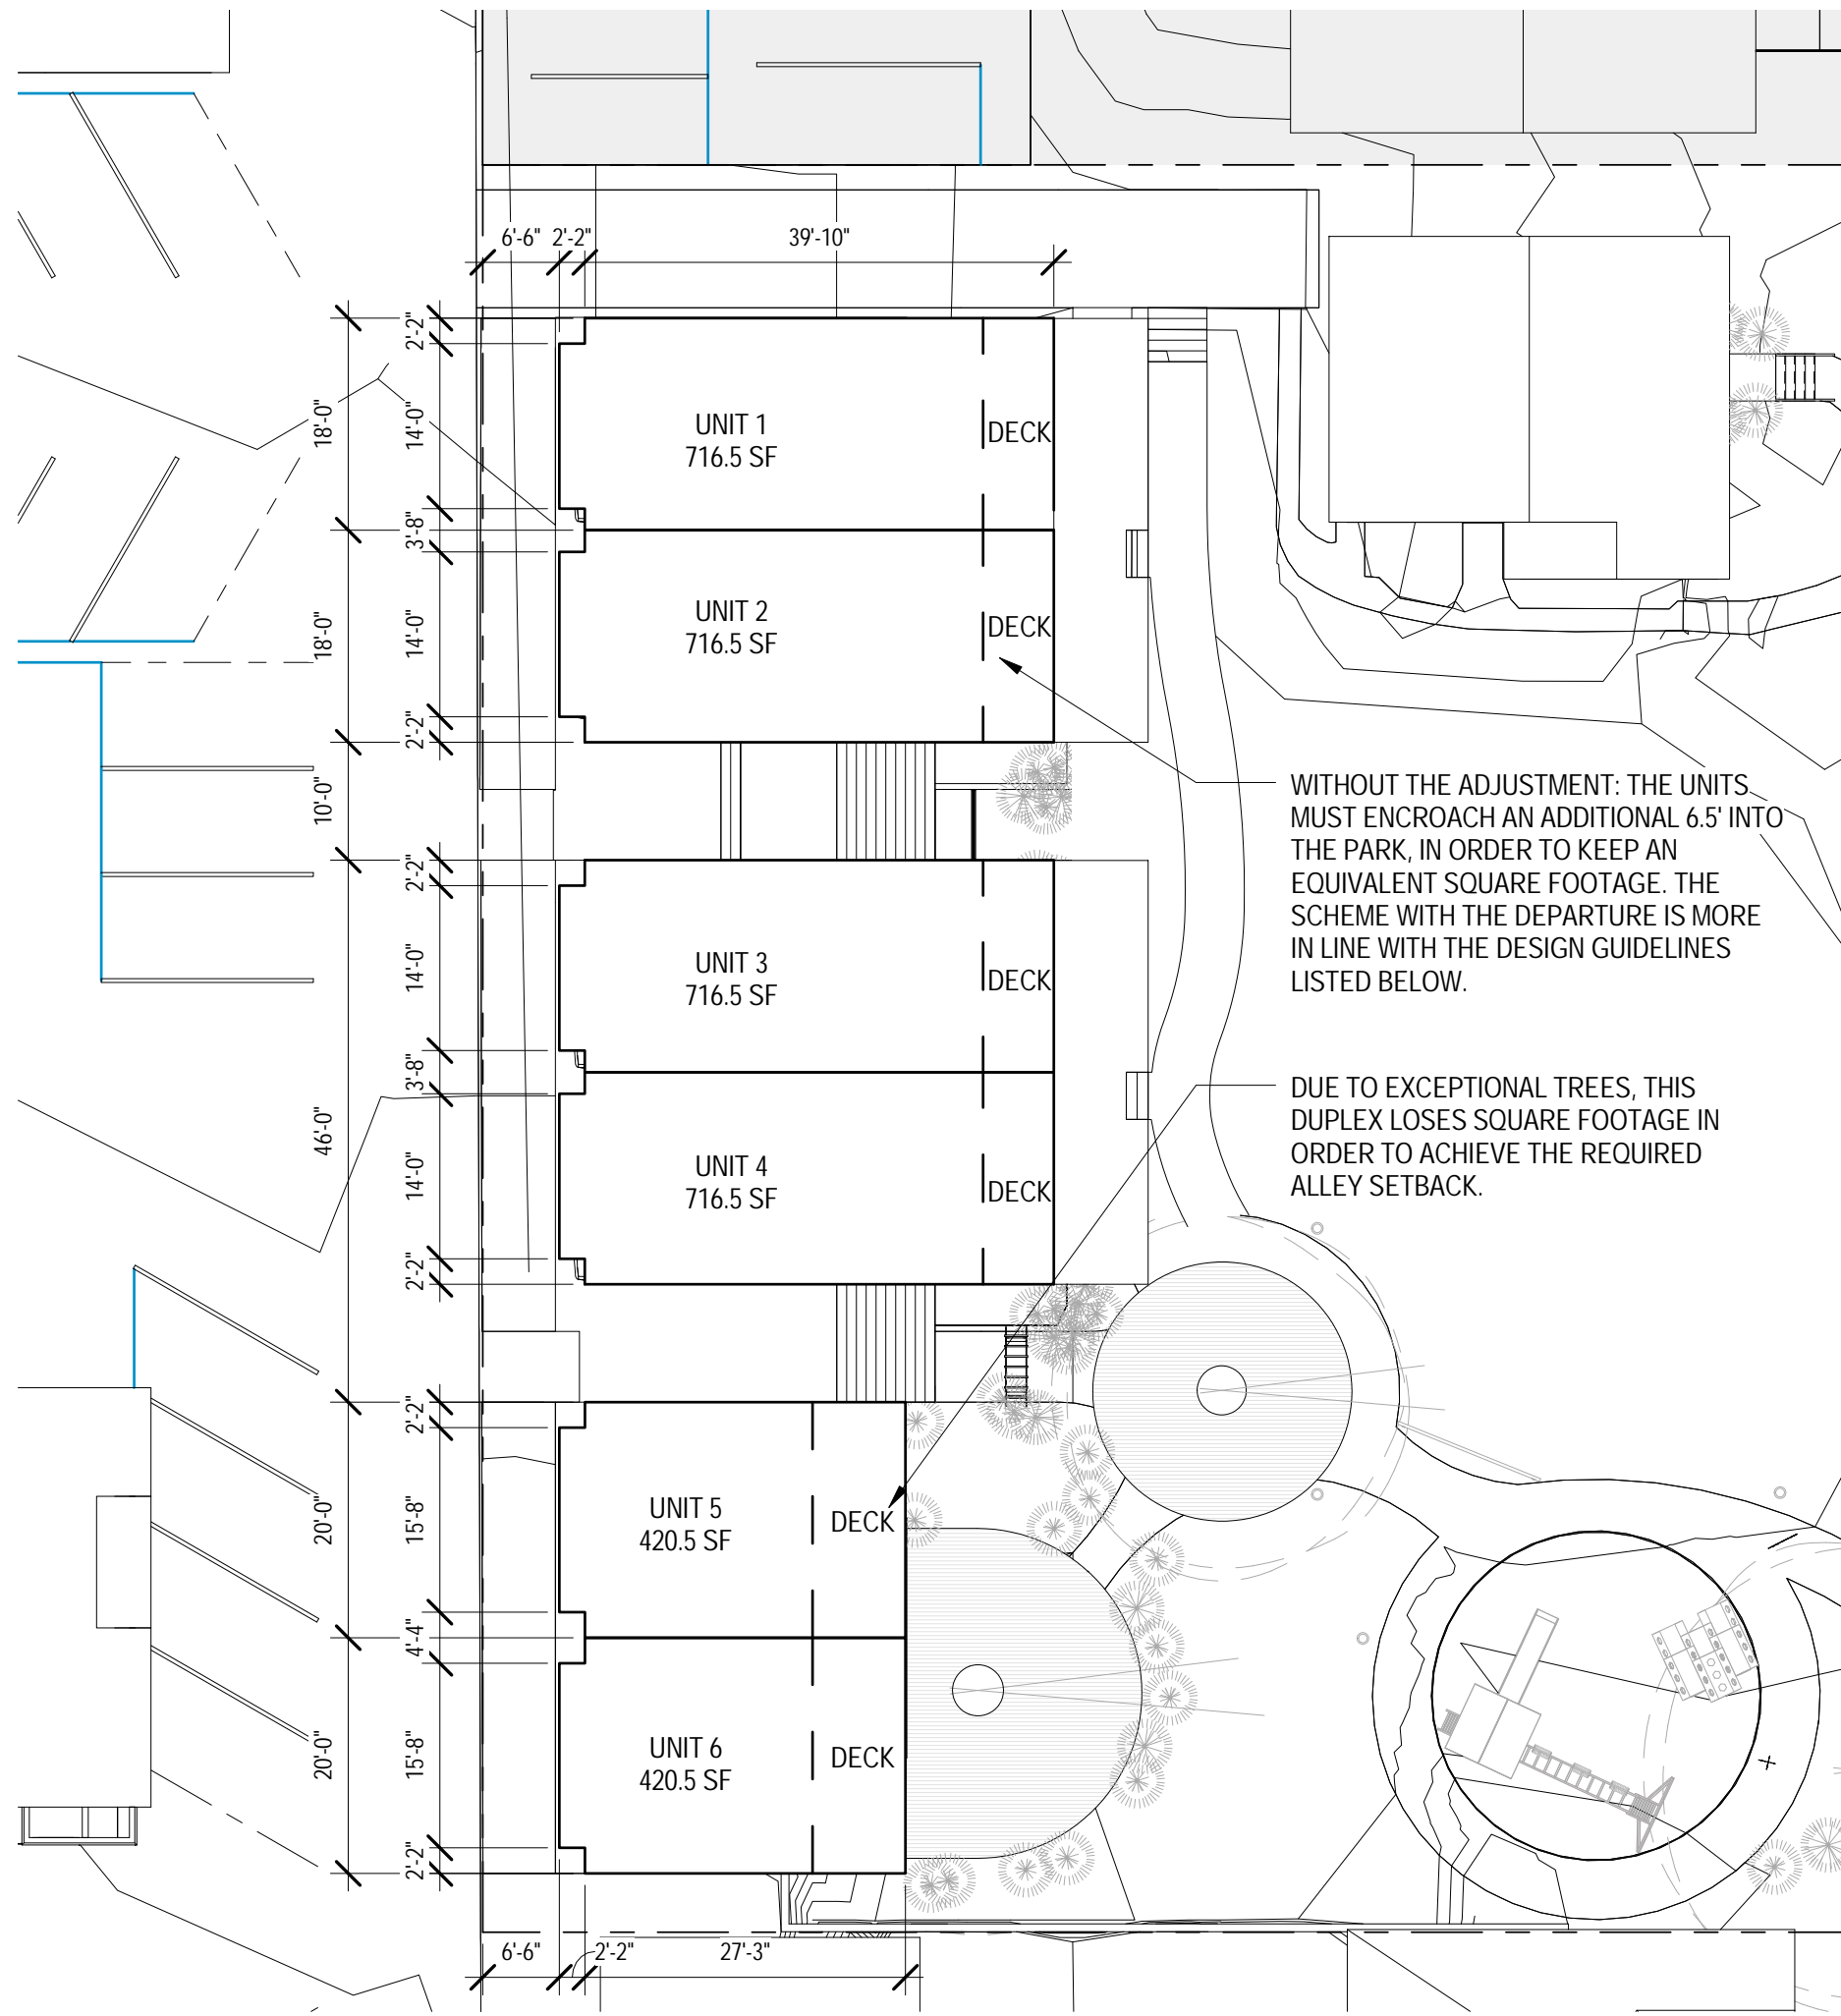 6'-6" 2'-2" 39'-10"
2'-2"
18'-0"
14'-0"
UNIT 1
716.5 SF
DECK
3'-8"
18'-0"
14'-0"
UNIT 2
716.5 SF
DECK
2'-2"
10'-0"
WITHOUT THE ADJUSTMENT: THE UNITS
MUST ENCROACH AN ADDITIONAL 6.5' INTO
THE PARK, IN ORDER TO KEEP AN
EQUIVALENT SQUARE FOOTAGE. THE
SCHEME WITH THE DEPARTURE IS MORE
IN LINE WITH THE DESIGN GUIDELINES
LISTED BELOW.
2'-2"
14'-0"
UNIT 3
716.5 SF
DECK
3'-8"
46'-0"
DUE TO EXCEPTIONAL TREES, THIS
DUPLEX LOSES SQUARE FOOTAGE IN
ORDER TO ACHIEVE THE REQUIRED
ALLEY SETBACK.
14'-0"
UNIT 4
716.5 SF
DECK
2'-2"
2'-2"
20'-0"
15'-8"
UNIT 5
420.5 SF
DECK
4'-4"
20'-0"
15'-8"
UNIT 6
420.5 SF
DECK
2'-2"
6'-6" 2'-2" 27'-3"